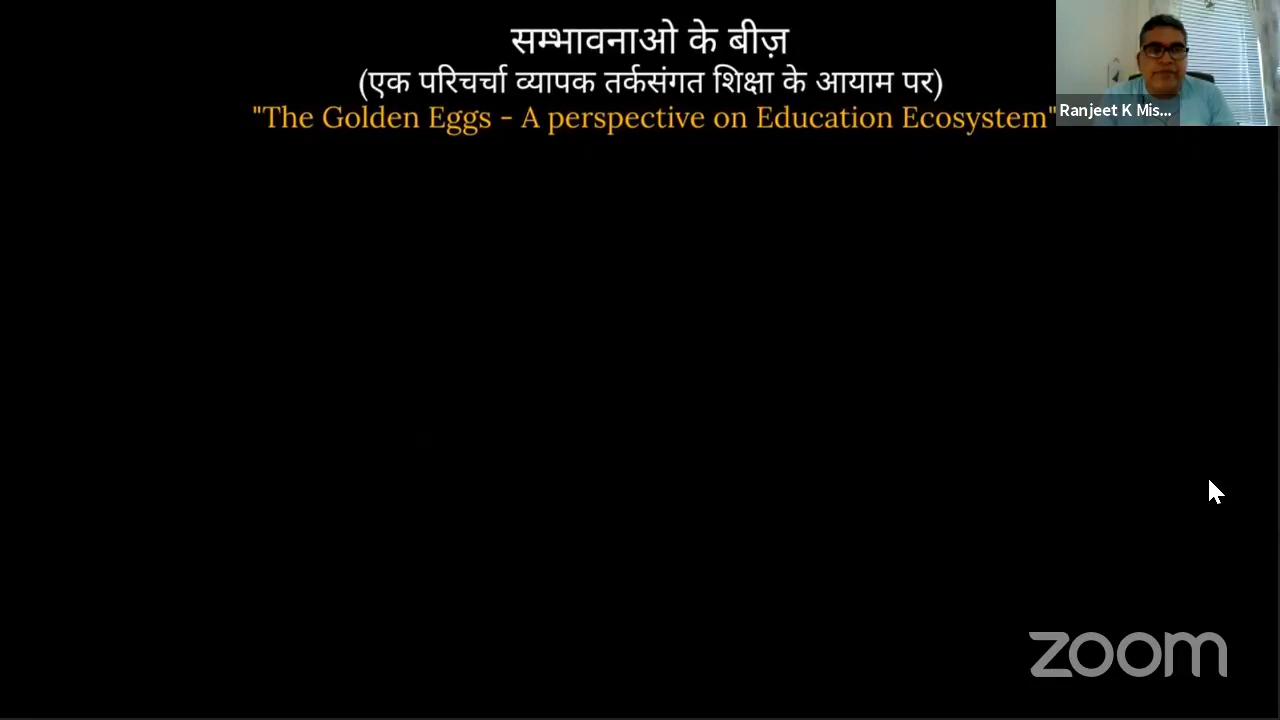 सम्भावनाओ के बीज़
(एक परिचर्चा व्यापक तर्कसंगत शिक्षा के आयाम पर)
"The Golden Eggs - A perspective on Education Ecosystem"
Ranjeet K Mis...
zoom